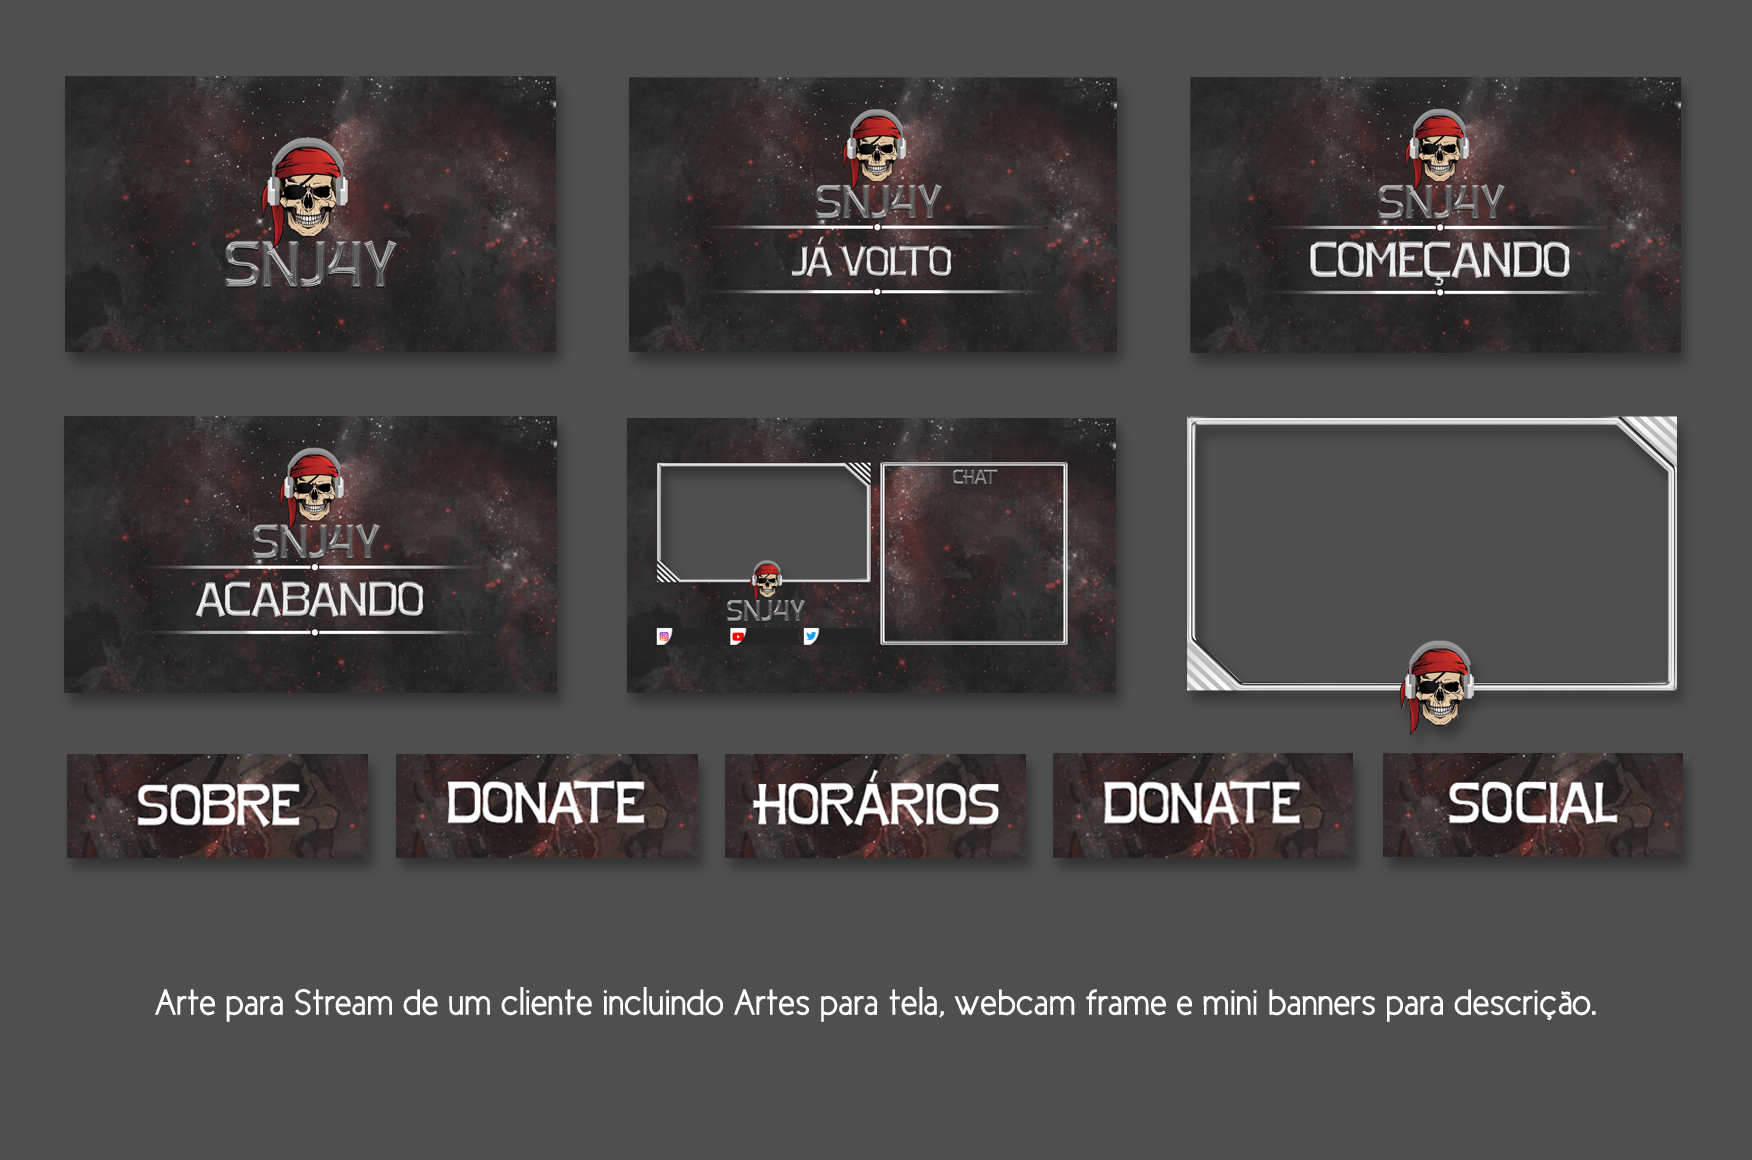 SNJ4Y
SNJ4Y
JÁ VOLTO
SNJ4Y
COMEÇANDO
SNJ4Y
ACABANDO
CHAT
SNJ4Y
SOBRE
DONATE
HORÁRIOS
DONATE
SOCIAL
Arte para Stream de um cliente incluindo Artes para tela, webcam frame e mini banners para descrição.